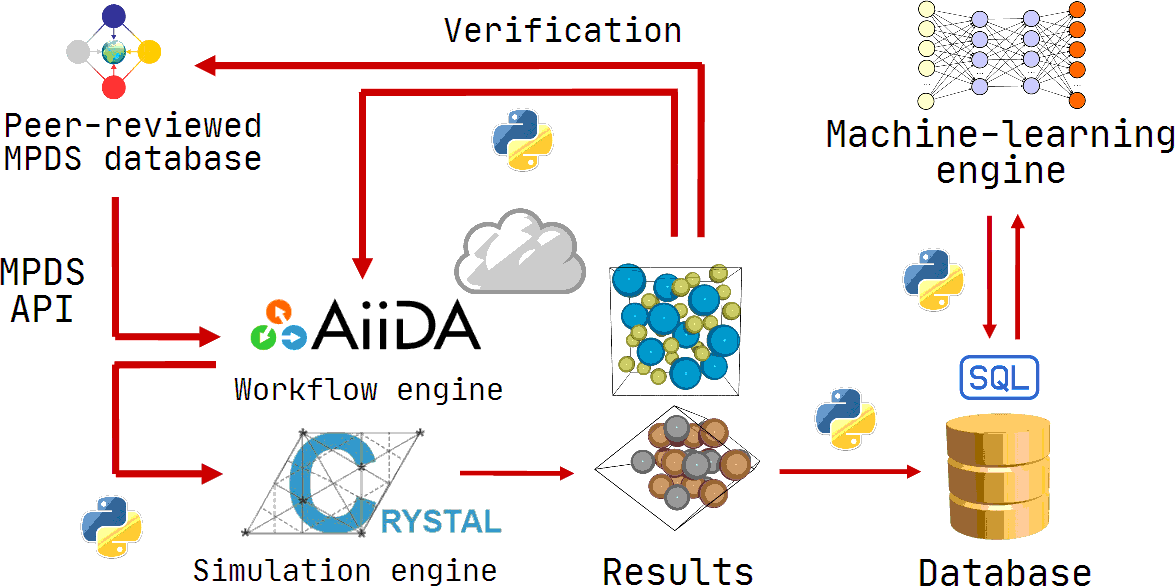 Verification
Peer-reviewed
MPDS database
Machine-learning
engine
MPDS
API
AiiDA
Workflow engine
SQL
CRYSTAL
Simulation engine
Results
Database